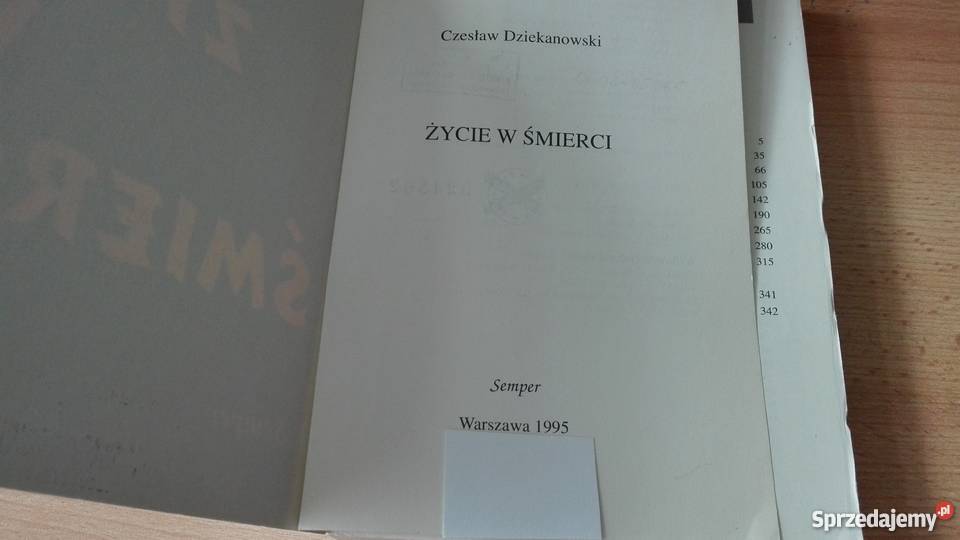 Czesław Dziekanowski
ŻYCIE W ŚMIERCI
Semper
Warszawa 1995
5
35
66
105
142
190
265
280
315
341
342
ŚMIER
Sprzedajemy.pl